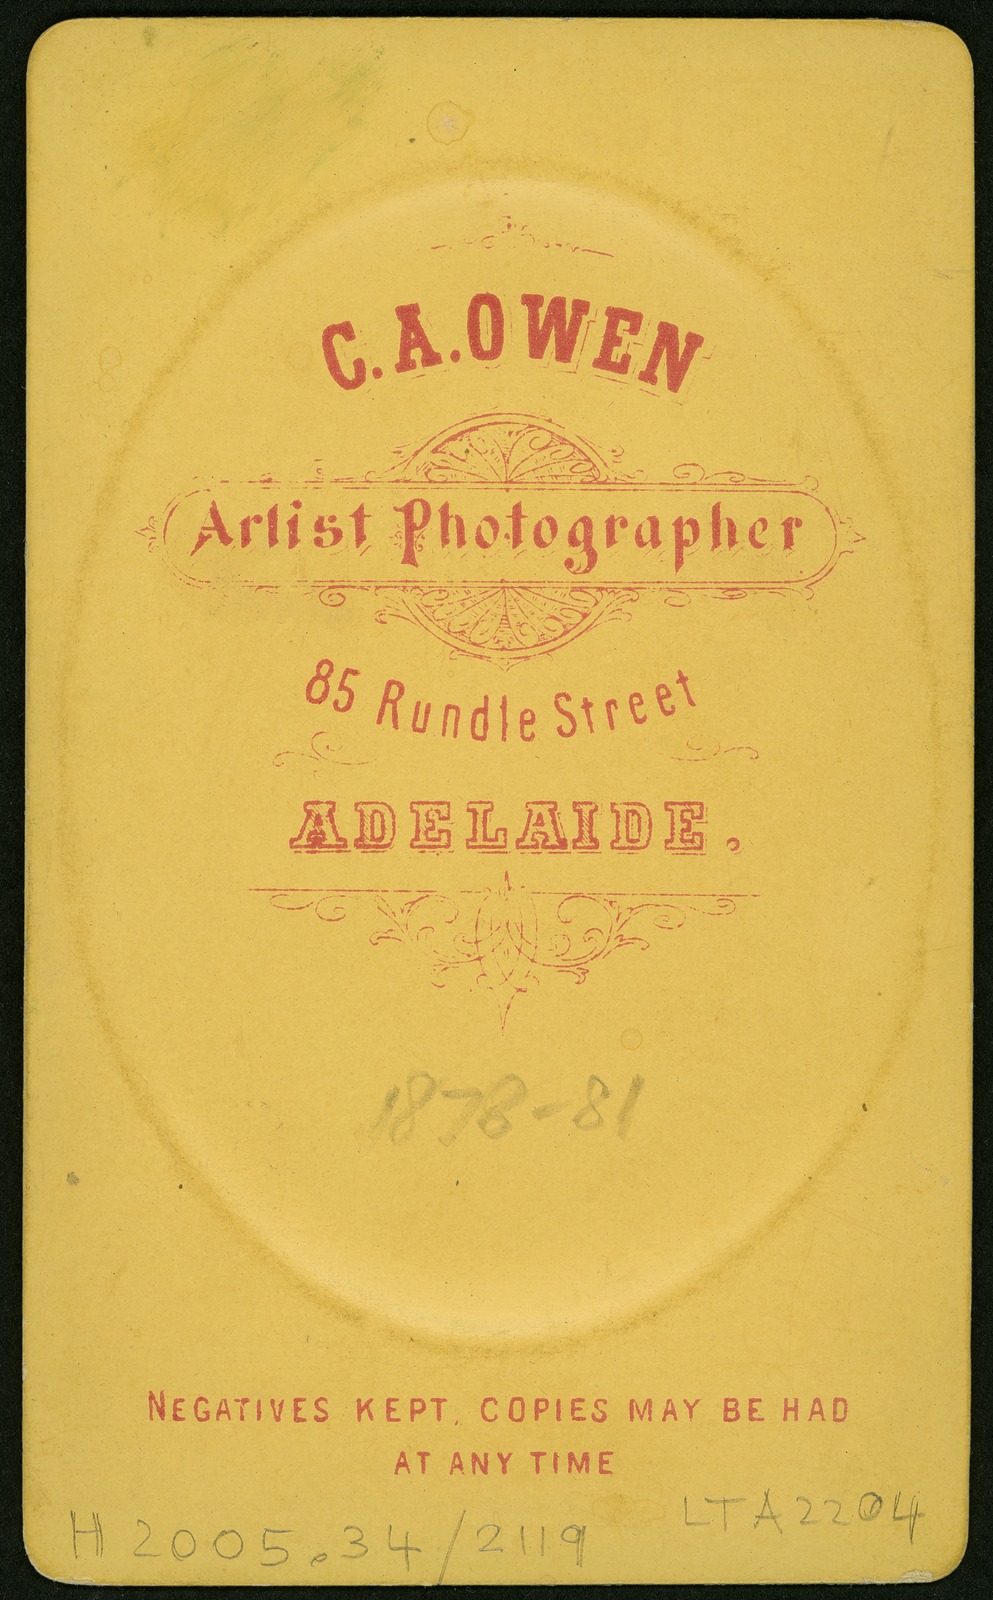 C. A. OWEN
Artist Photographer
85 Rundle Street
ADELAIDE.
1878-81
NEGATIVES KEPT. COPIES MAY BE HAD
AT ANY TIME
LTA2204
H 2005.34/2119